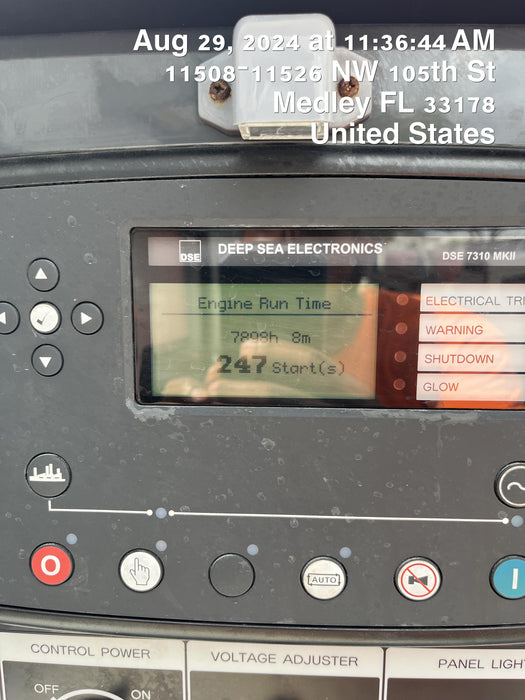 Aug 29, 2024 at 11:36:44 AM
11508-11526 NW 105th St
Medley FL 33178
United States
DSE
DEEP SEA ELECTRONICS
DSE 7310 MKII
Engine Run Time
8m
247 Start(s)
ELECTRICAL TRI
WARNING
SHUTDOWN
GLOW
O
AUTO
I
CONTROL POWER
VOLTAGE ADJUSTER
PANEL LIGH
OFF
ON